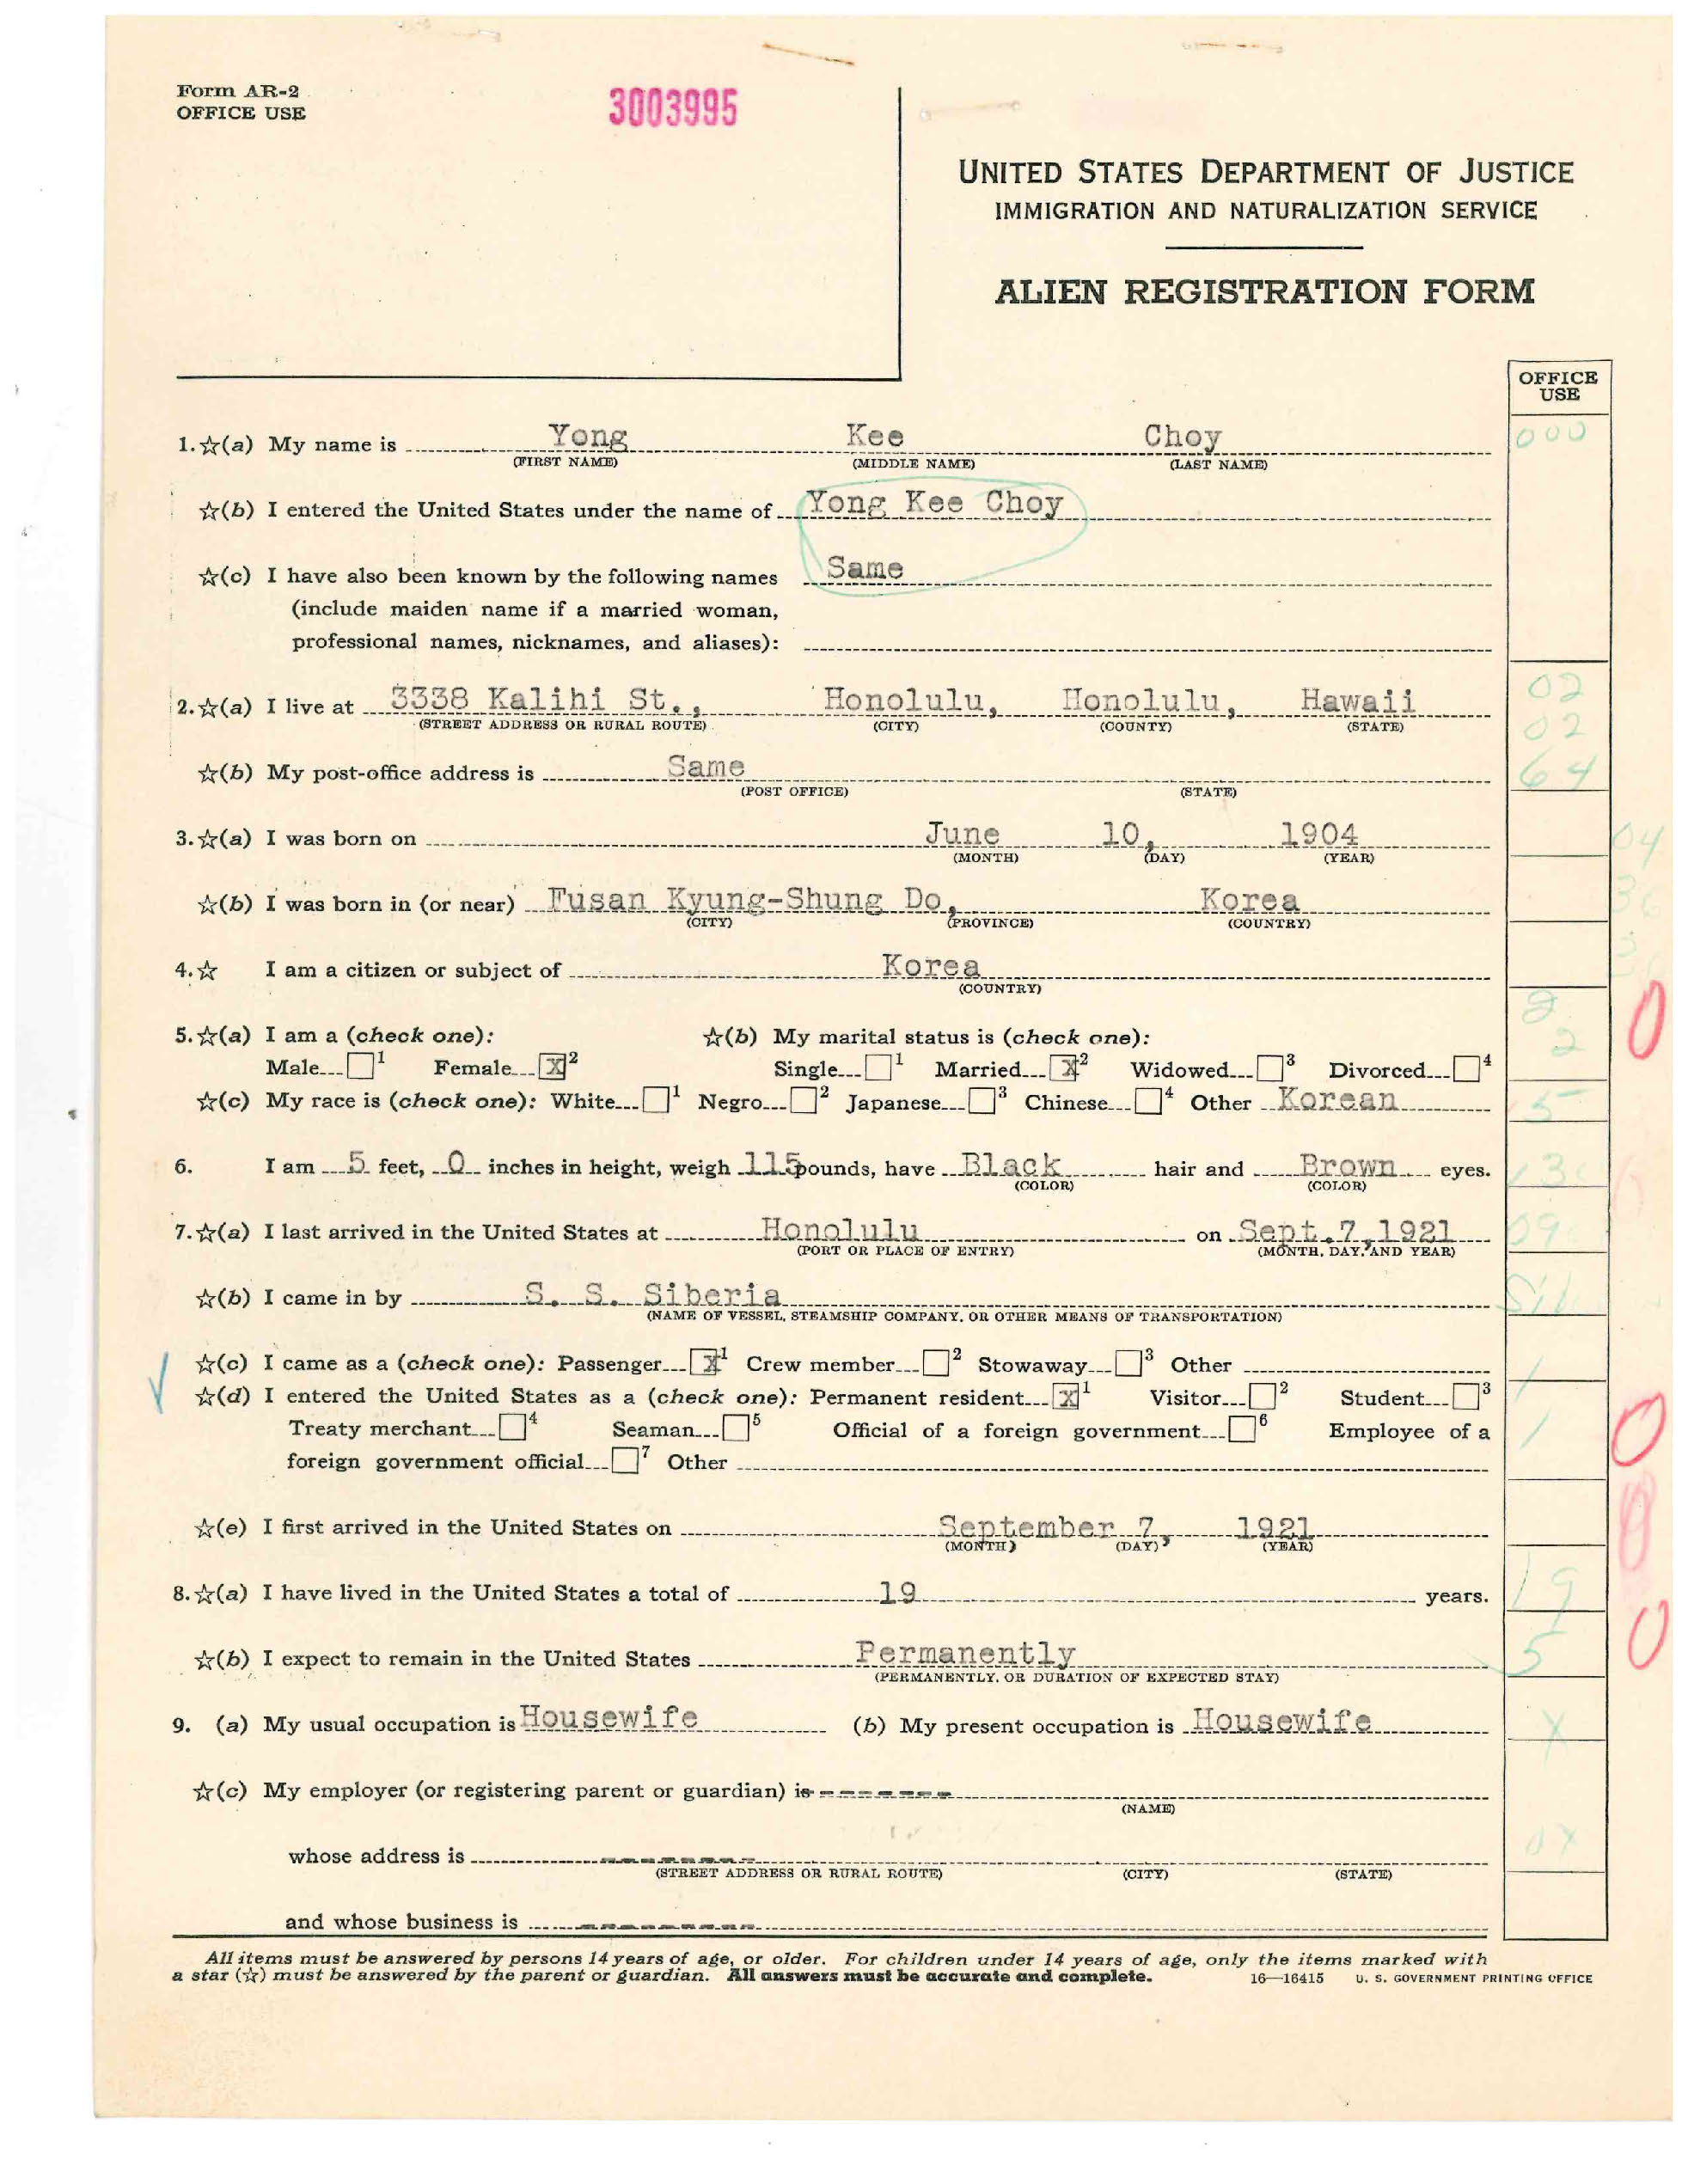 Form AR-2
OFFICE USE
3003995
UNITED STATES DEPARTMENT OF JUSTICE
IMMIGRATION AND NATURALIZATION SERVICE
ALIEN REGISTRATION FORM
OFFICE
USE
1. ☆(a) My name is Yong Kee Choy
(FIRST NAME) (MIDDLE NAME) (LAST NAME)
000
☆(b) I entered the United States under the name of Yong Kee Choy
☆(c) I have also been known by the following names Same
(include maiden name if a married woman,
professional names, nicknames, and aliases):
2. ☆(a) I live at 3338 Kalihi St., Honolulu, Honolulu, Hawaii
(STREET ADDRESS OR RURAL ROUTE) (CITY) (COUNTY) (STATE)
02
02
☆(b) My post-office address is Same
(POST OFFICE) (STATE)
64
3. ☆(a) I was born on June 10, 1904
(MONTH) (DAY) (YEAR)
04
☆(b) I was born in (or near) Fusan Kyung-Shung Do, Korea
(CITY) (PROVINCE) (COUNTRY)
36
4. ☆ I am a citizen or subject of Korea
(COUNTRY)
5. ☆(a) I am a (check one): ☆(b) My marital status is (check one):
2
0
Male ☐1 Female [X]2 Single ☐1 Married [X]2 Widowed ☐3 Divorced ☐4
2
☆(c) My race is (check one): White ☐1 Negro ☐2 Japanese ☐3 Chinese ☐4 Other Korean
5
6. I am 5 feet, 0 inches in height, weigh 115 pounds, have Black hair and Brown eyes.
(COLOR) (COLOR)
7. ☆(a) I last arrived in the United States at Honolulu on Sept. 7, 1921
(PORT OR PLACE OF ENTRY) (MONTH, DAY, AND YEAR)
09
☆(b) I came in by S. S. Siberia
(NAME OF VESSEL, STEAMSHIP COMPANY, OR OTHER MEANS OF TRANSPORTATION)
Sib
☆(c) I came as a (check one): Passenger [X]1 Crew member ☐2 Stowaway ☐3 Other
1
☆(d) I entered the United States as a (check one): Permanent resident [X]1 Visitor ☐2 Student ☐3
Treaty merchant ☐4 Seaman ☐5 Official of a foreign government ☐6 Employee of a
1
0
foreign government official ☐7 Other
☆(e) I first arrived in the United States on September 7, 1921
(MONTH) (DAY) (YEAR)
8
8. ☆(a) I have lived in the United States a total of 19 years.
19
☆(b) I expect to remain in the United States Permanently
(PERMANENTLY, OR DURATION OF EXPECTED STAY)
5
0
9. (a) My usual occupation is Housewife (b) My present occupation is Housewife
X
☆(c) My employer (or registering parent or guardian) is - - - - - - -
(NAME)
whose address is - - - - - - - -
(STREET ADDRESS OR RURAL ROUTE) (CITY) (STATE)
0X
and whose business is - - - - - - - - -
All items must be answered by persons 14 years of age, or older. For children under 14 years of age, only the items marked with
a star (☆) must be answered by the parent or guardian. All answers must be accurate and complete. 16—16415 U. S. GOVERNMENT PRINTING OFFICE